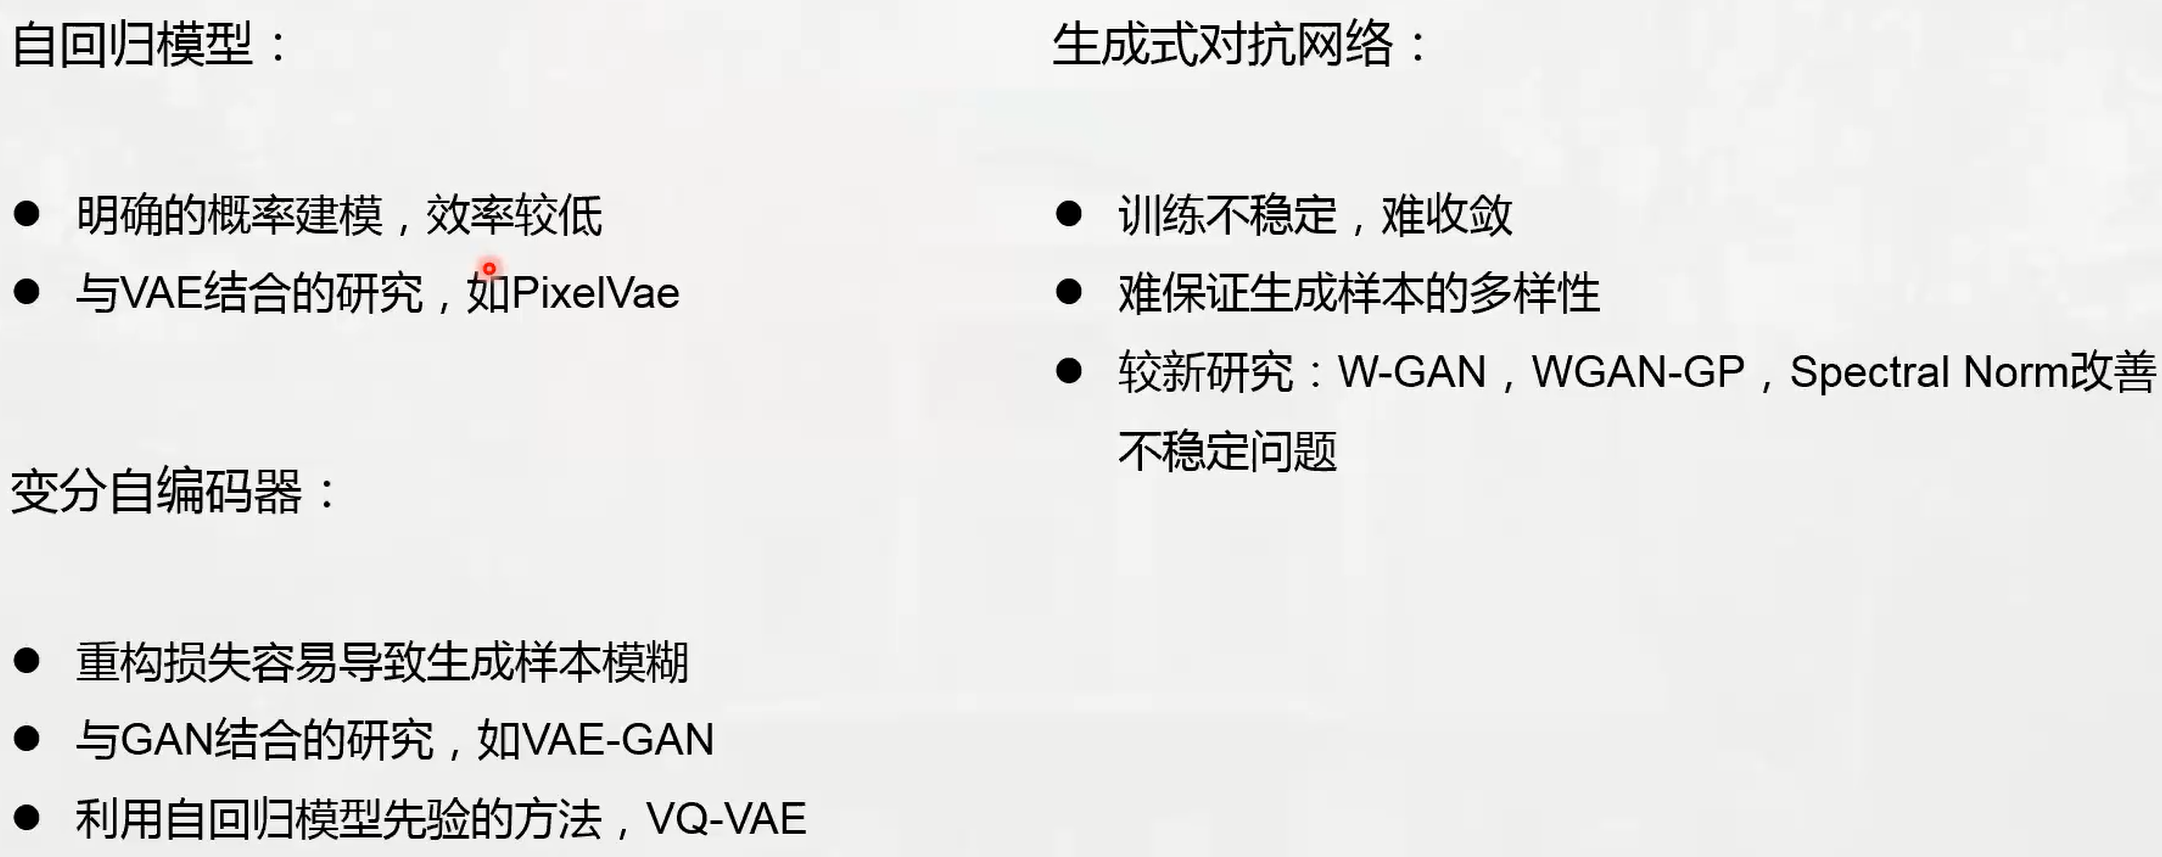 自回归模型：
● 明确的概率建模，效率较低
● 与VAE结合的研究，如PixelVae
变分自编码器：
● 重构损失容易导致生成样本模糊
● 与GAN结合的研究，如VAE-GAN
● 利用自回归模型先验的方法，VQ-VAE
生成式对抗网络：
● 训练不稳定，难收敛
● 难保证生成样本的多样性
● 较新研究：W-GAN，WGAN-GP，Spectral Norm改善
不稳定问题